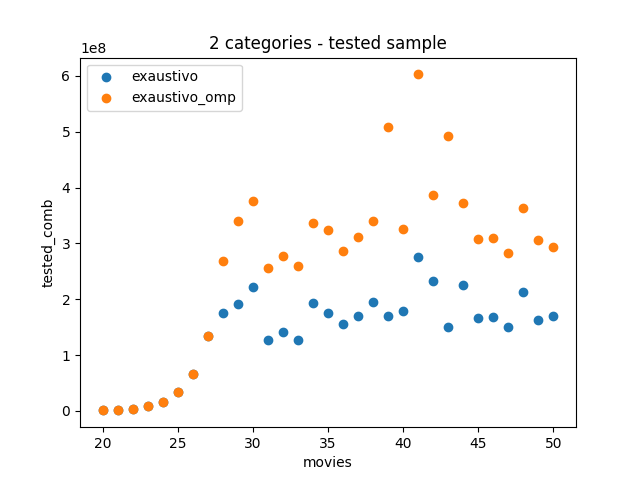 2 categories - tested sample
1e8
exaustivo
exaustivo_omp
6
5
4
3
2
1
0
tested_comb
20 25 30 35 40 45 50
movies